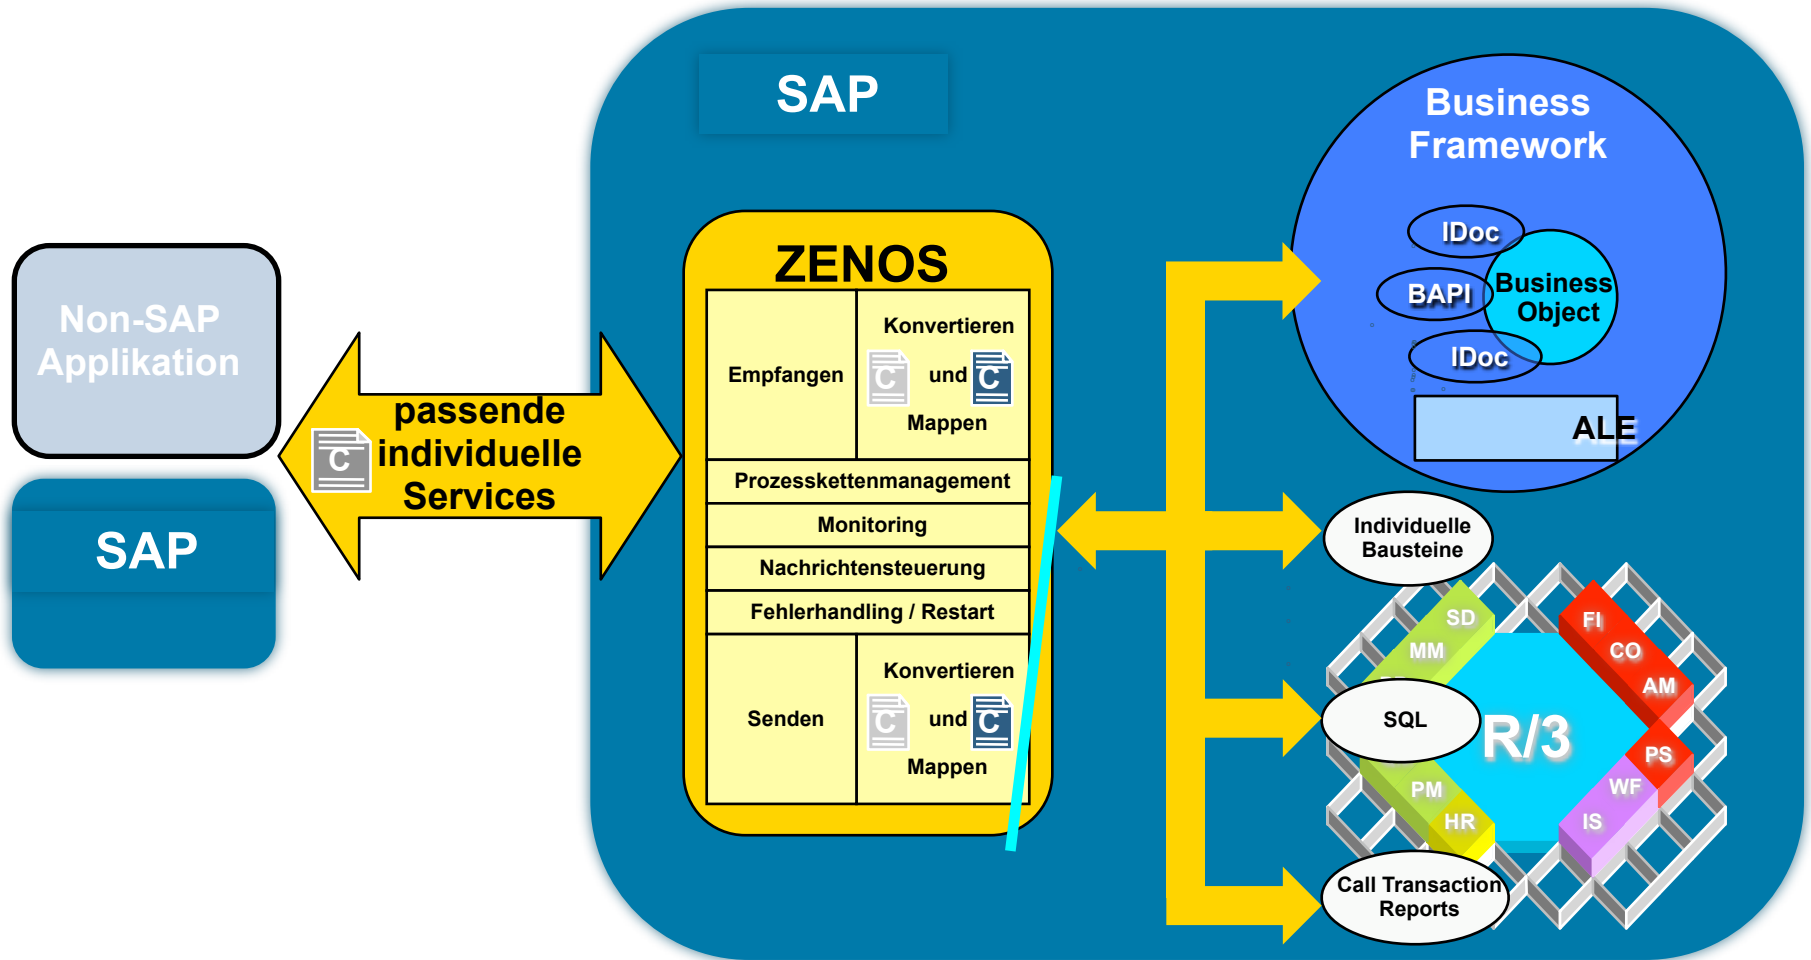 SAP
Non-SAP
Applikation
SAP
C
passende
individuelle
Services
ZENOS
Empfangen
Konvertieren
C
und
C
Mappen
Prozesskettenmanagement
Monitoring
Nachrichtensteuerung
Fehlerhandling / Restart
Senden
Konvertieren
C
und
C
Mappen
Business
Framework
IDoc
BAPI
IDoc
Business
Object
ALE
Individuelle
Bausteine
SD
MM
FI
CO
AM
SQL
R/3
PS
WF
IS
PM
HR
Call Transaction
Reports